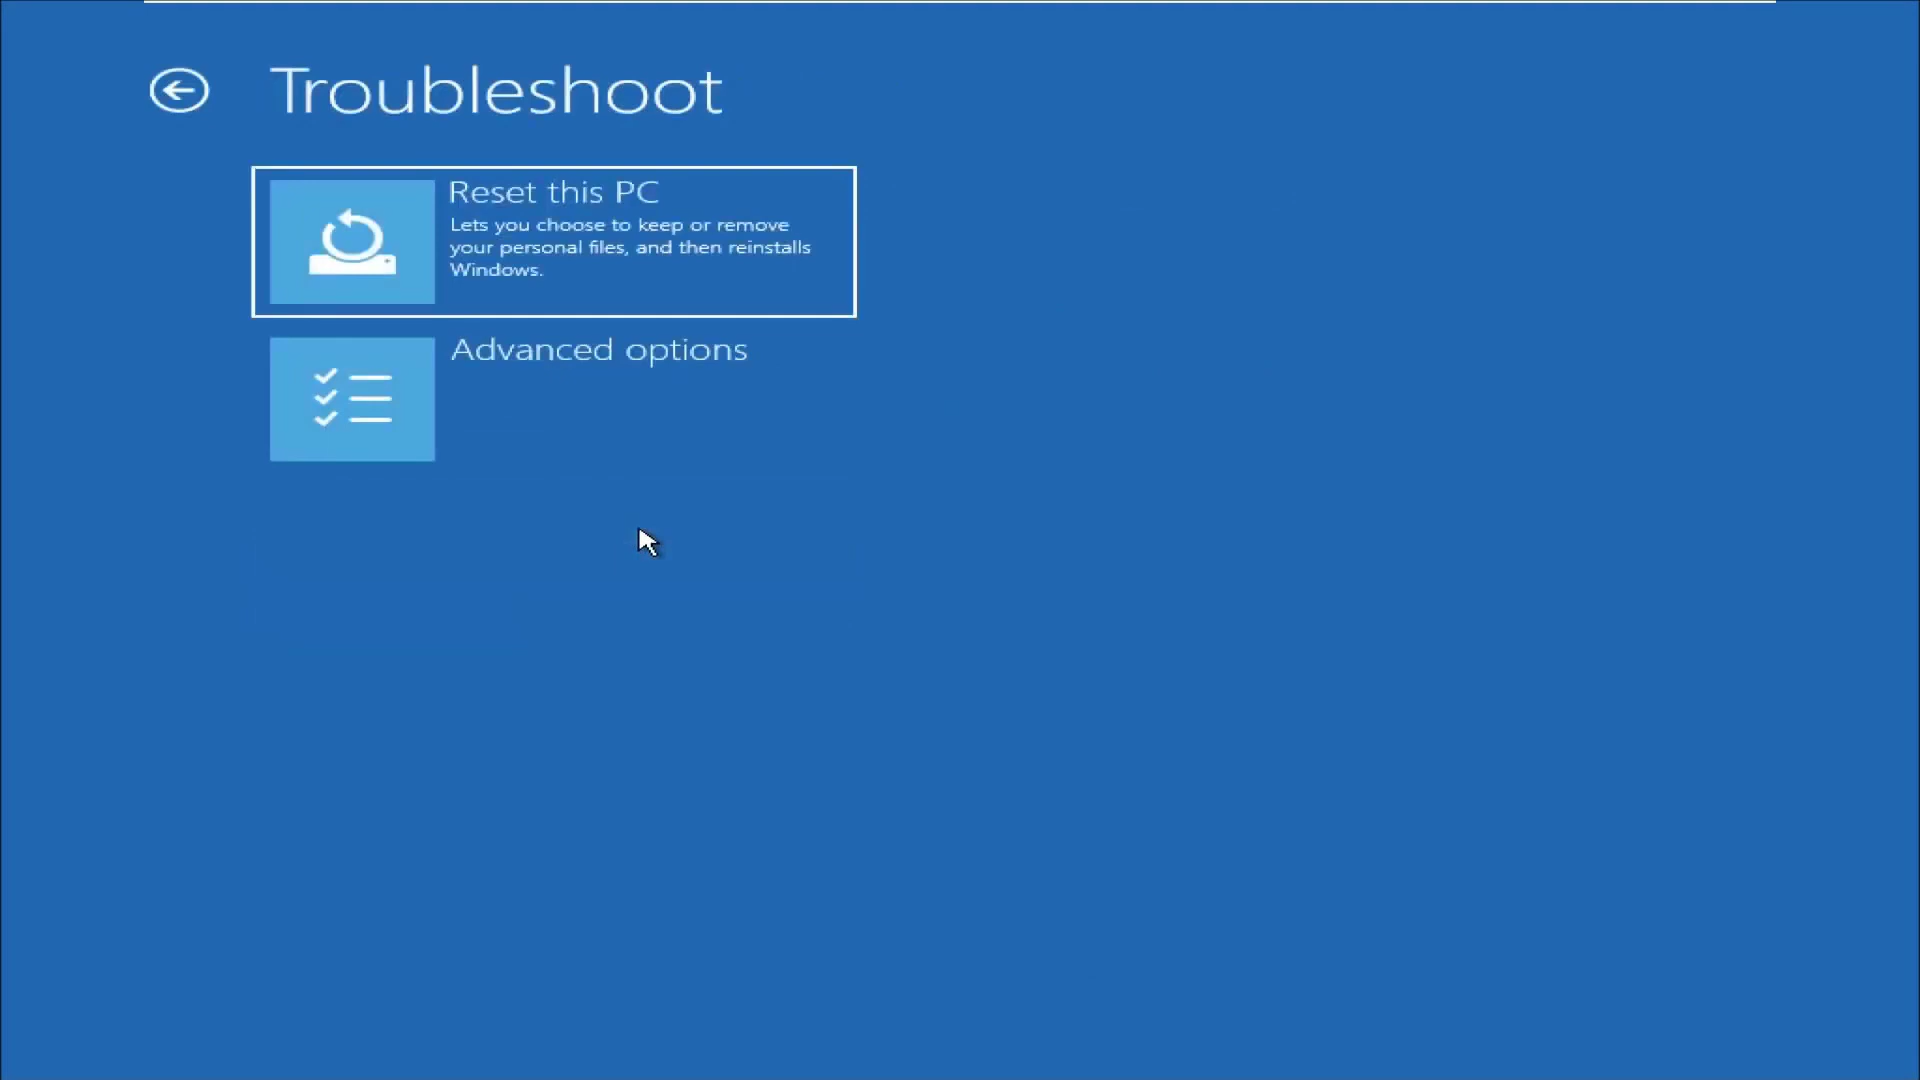 Troubleshoot
Reset this PC
Lets you choose to keep or remove
your personal files, and then reinstalls
Windows.
Advanced options